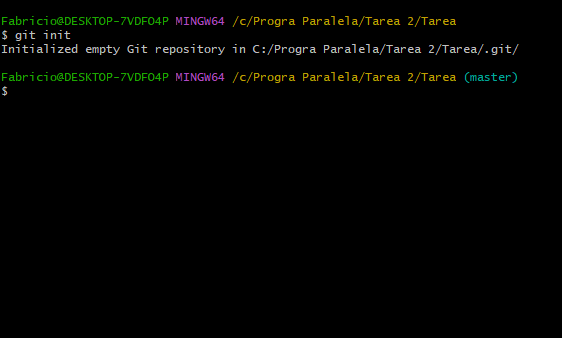 Fabricio@DESKTOP-7VDFO4P MINGW64 /c/Progra Paralela/Tarea 2/Tarea
$ git init
Initialized empty Git repository in C:/Progra Paralela/Tarea 2/Tarea/.git/
Fabricio@DESKTOP-7VDFO4P MINGW64 /c/Progra Paralela/Tarea 2/Tarea (master)
$